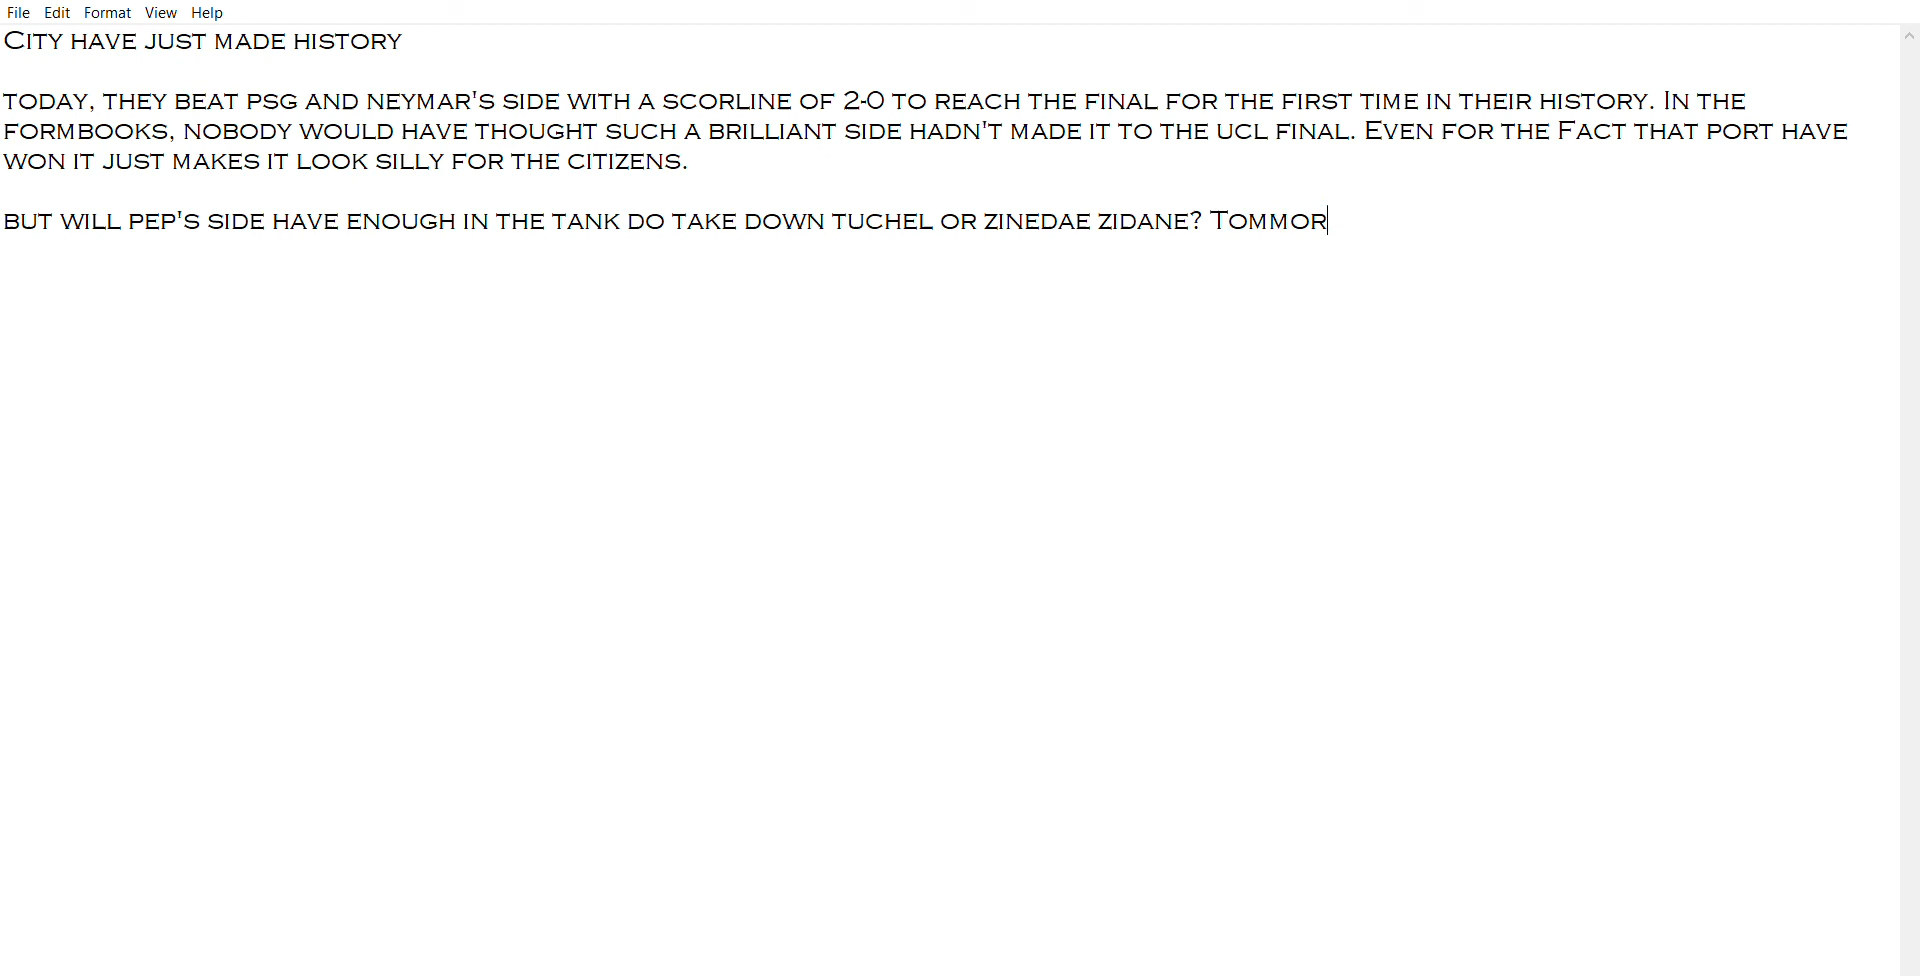 File Edit Format View Help
City have just made history
today, they beat psg and neymar's side with a scorline of 2-0 to reach the final for the first time in their history. In the
formbooks, nobody would have thought such a brilliant side hadn't made it to the ucl final. Even for the Fact that port have
won it just makes it look silly for the citizens.
but will pep's side have enough in the tank do take down tuchel or zinedae zidane? Tommor